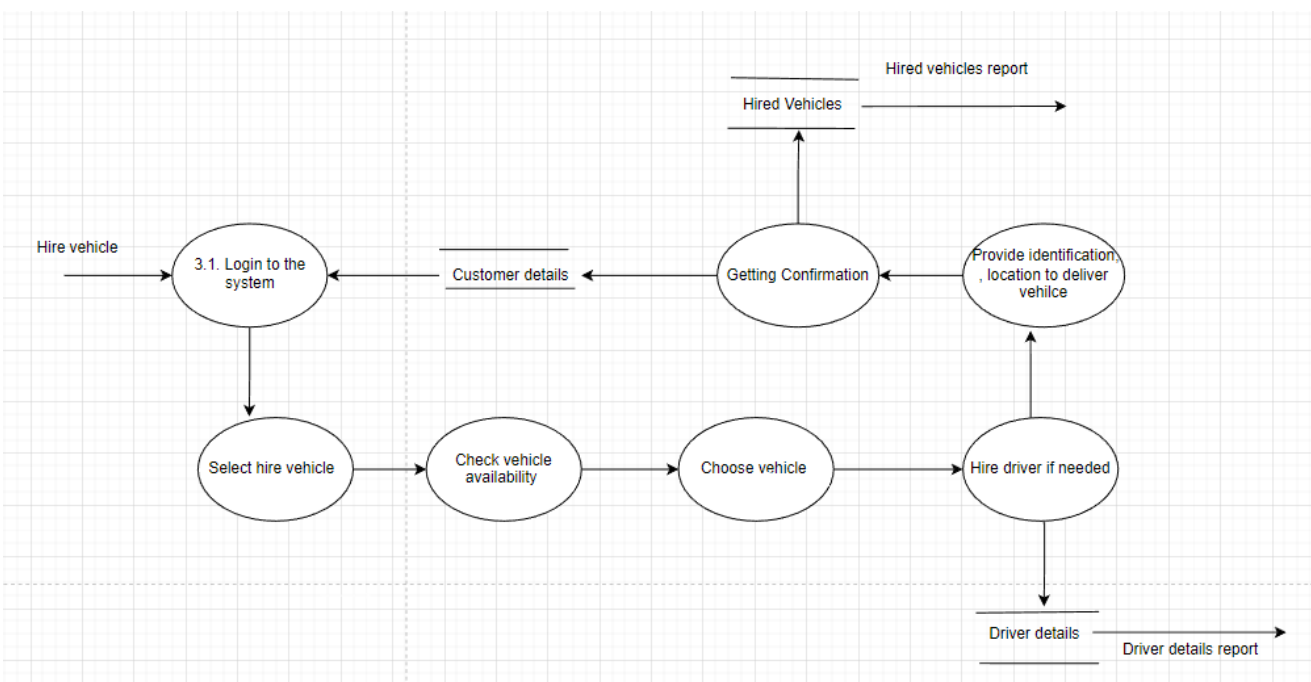 Hired vehicles report
Hired Vehicles
Hire vehicle
3.1. Login to the
system
Customer details
Getting Confirmation
Provide identification,
, location to deliver
vehilce
Select hire vehicle
Check vehicle
availability
Choose vehicle
Hire driver if needed
Driver details
Driver details report